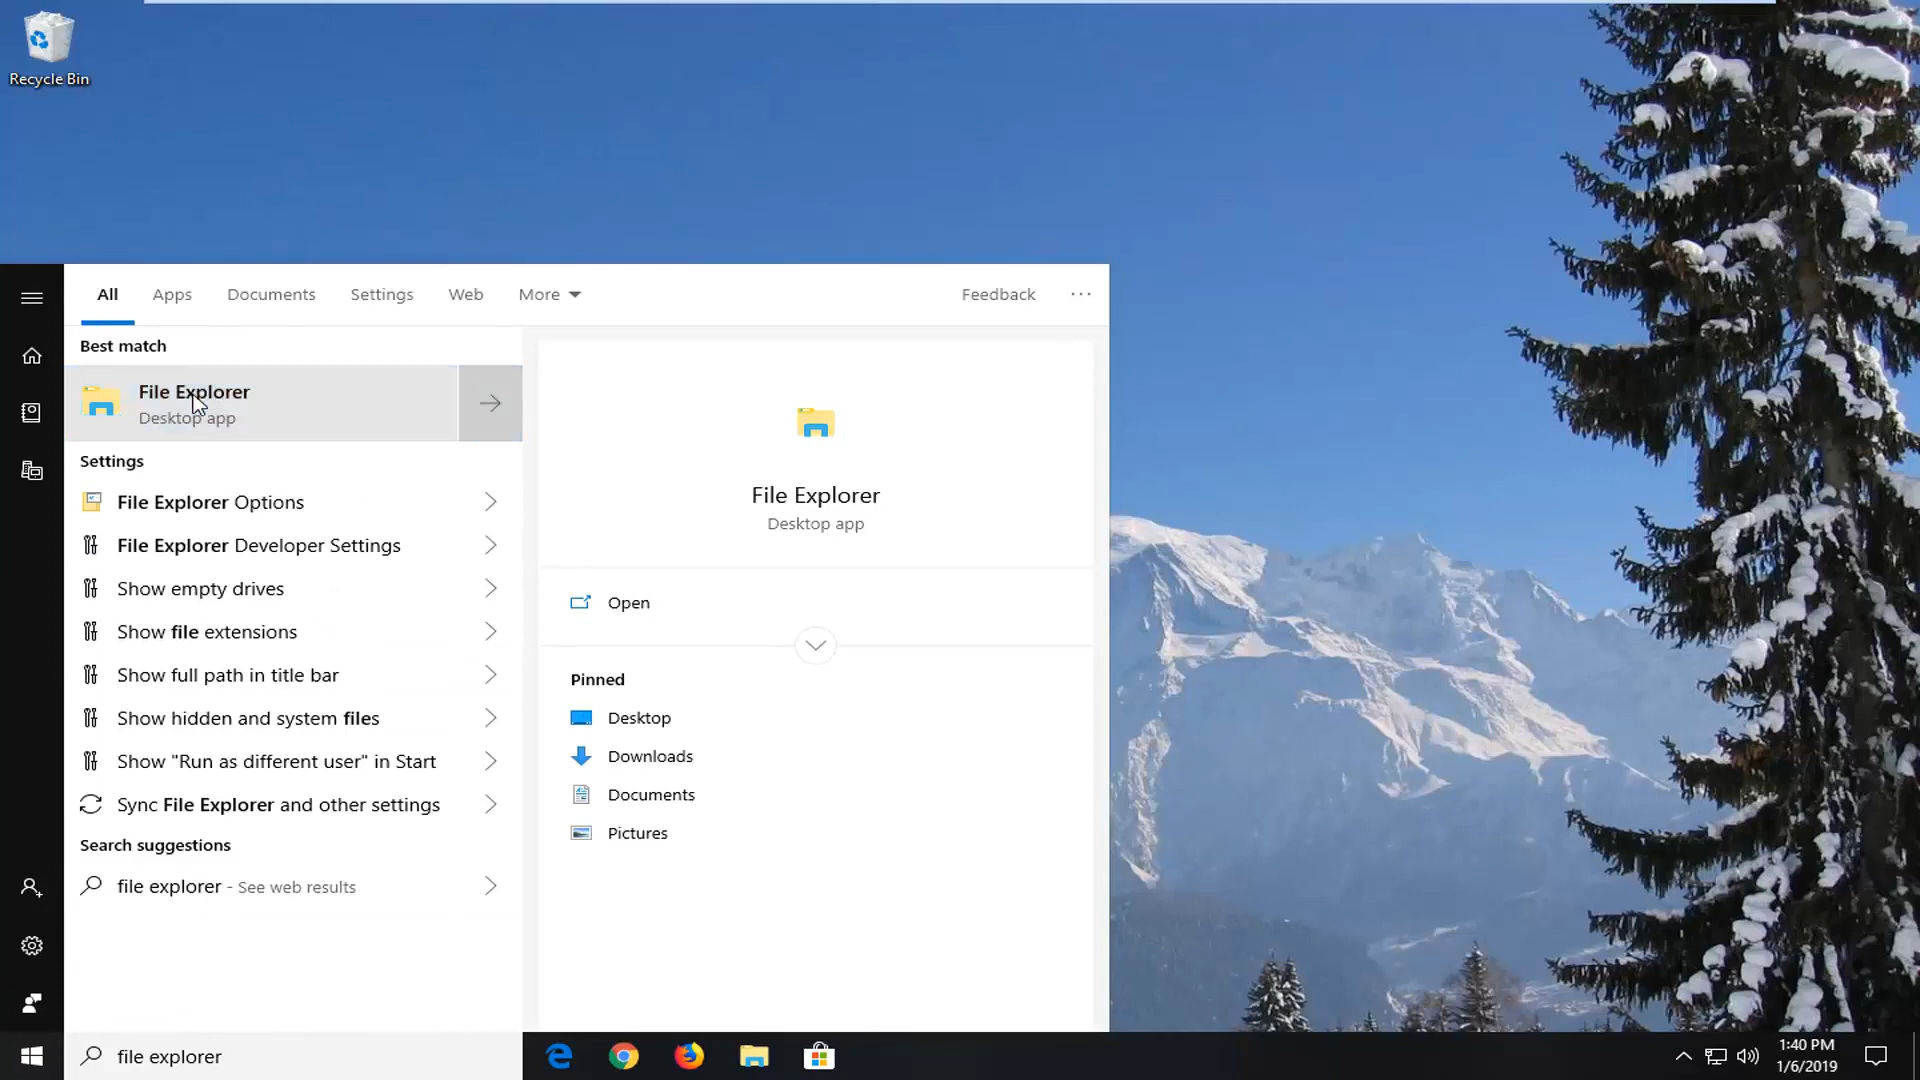 Recycle Bin
All Apps Documents Settings Web More Feedback ...
Best match
File Explorer
Desktop app
Settings
File Explorer Options
File Explorer Developer Settings
Show empty drives
Show file extensions
Show full path in title bar
Show hidden and system files
Show "Run as different user" in Start
Sync File Explorer and other settings
Search suggestions
file explorer - See web results
File Explorer
Desktop app
Open
Pinned
Desktop
Downloads
Documents
Pictures
file explorer
1:40 PM
1/6/2019